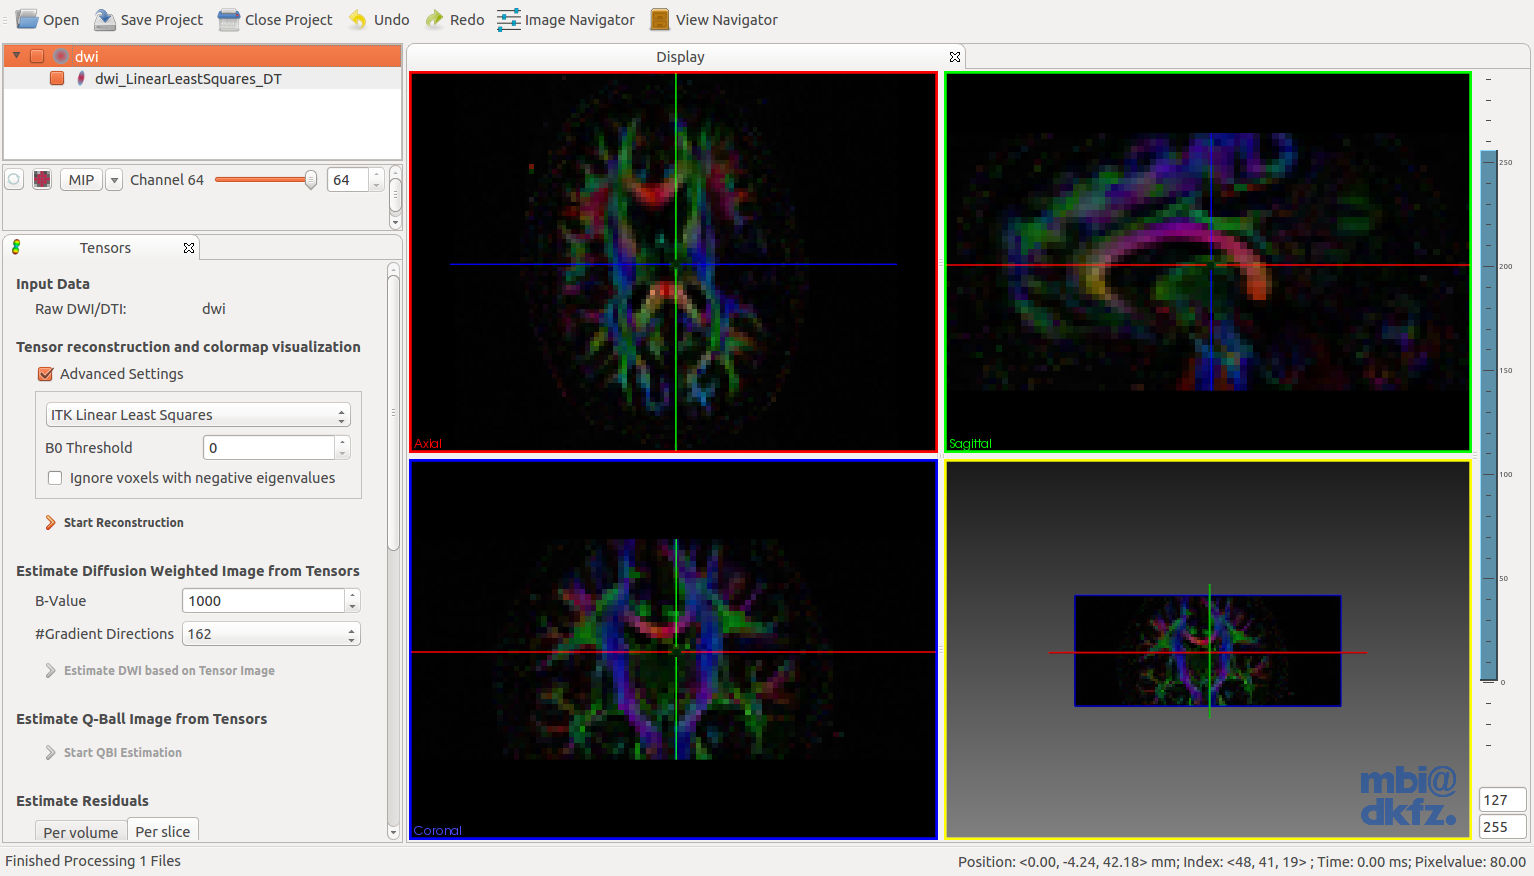 Open Save Project Close Project Undo Redo Image Navigator View Navigator
dwi
dwi_LinearLeastSquares_DT
MIP Channel 64 64
Tensors
Input Data
Raw DWI/DTI: dwi
Tensor reconstruction and colormap visualization
Advanced Settings
ITK Linear Least Squares
B0 Threshold 0
Ignore voxels with negative eigenvalues
Start Reconstruction
Estimate Diffusion Weighted Image from Tensors
B-Value 1000
#Gradient Directions 162
Estimate DWI based on Tensor Image
Estimate Q-Ball Image from Tensors
Start QBI Estimation
Estimate Residuals
Per volume Per slice
Display
Axial
Sagittal
Coronal
mbi@
dkfz.
250
200
150
100
50
0
127
255
Finished Processing 1 Files
Position: <0.00, -4.24, 42.18> mm; Index: <48, 41, 19> ; Time: 0.00 ms; Pixelvalue: 80.00